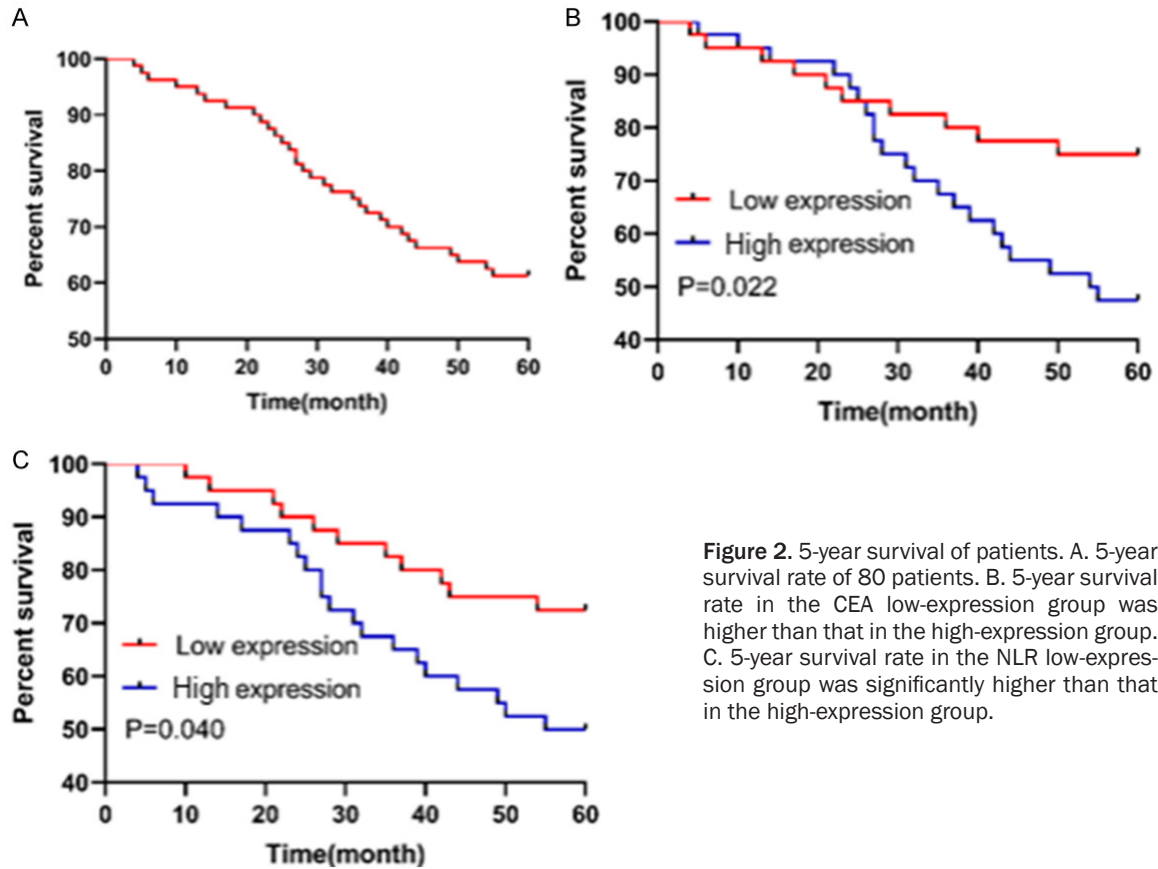 A
100
90
80
70
60
50
0 10 20 30 40 50 60
Percent survival
Time(month)
B
100
90
80
70
60
50
40
0 10 20 30 40 50 60
Percent survival
Low expression
High expression
P=0.022
Time(month)
C
100
90
80
70
60
50
40
0 10 20 30 40 50 60
Percent survival
Low expression
High expression
P=0.040
Time(month)
Figure 2. 5-year survival of patients. A. 5-year
survival rate of 80 patients. B. 5-year survival
rate in the CEA low-expression group was
higher than that in the high-expression group.
C. 5-year survival rate in the NLR low-expres-
sion group was significantly higher than that
in the high-expression group.